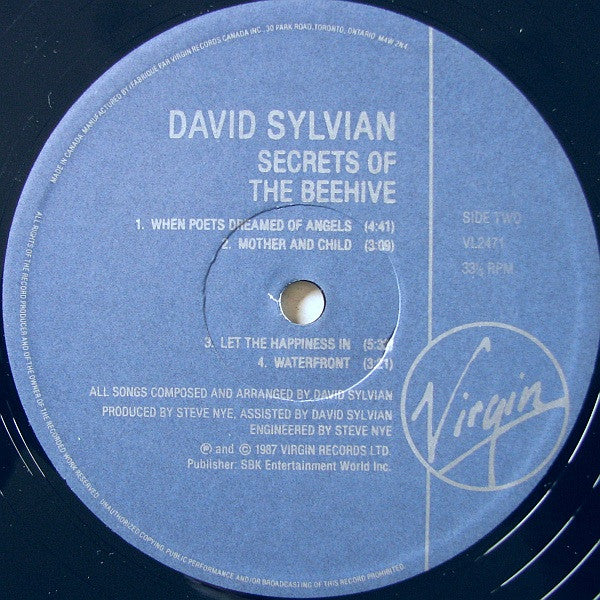 MADE IN CANADA. MANUFACTURED BY / FABRIQUÉ PAR VIRGIN RECORDS CANADA INC., 30 PARK ROAD, TORONTO, ONTARIO M4W 2N4
DAVID SYLVIAN
SECRETS OF
THE BEEHIVE
1. WHEN POETS DREAMED OF ANGELS (4:41)
2. MOTHER AND CHILD (3:09)
SIDE TWO
VL2471
33⅓ RPM
3. LET THE HAPPINESS IN
4. WATERFRONT (3:21)
Virgin
ALL SONGS COMPOSED AND ARRANGED BY DAVID SYLVIAN
PRODUCED BY STEVE NYE, ASSISTED BY DAVID SYLVIAN
ENGINEERED BY STEVE NYE
℗ and © 1987 VIRGIN RECORDS LTD.
Publisher: SBK Entertainment World Inc.
ALL RIGHTS OF THE RECORD PRODUCER AND OF THE OWNER OF THE RECORDED WORK RESERVED. UNAUTHORIZED COPYING, PUBLIC PERFORMANCE AND/OR BROADCASTING OF THIS RECORD PROHIBITED.